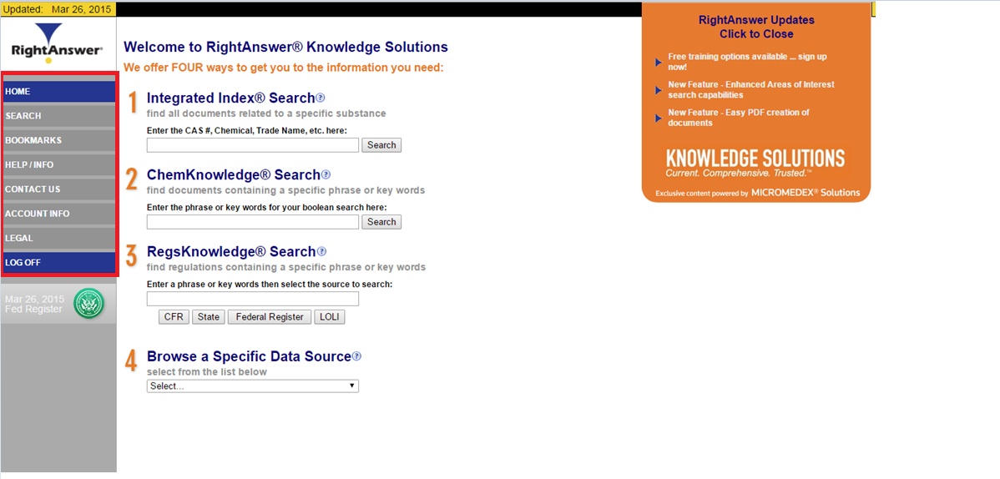 Updated: Mar 26, 2015
RightAnswer®
HOME
SEARCH
BOOKMARKS
HELP / INFO
CONTACT US
ACCOUNT INFO
LEGAL
LOG OFF
Mar 26, 2015
Fed Register
Welcome to RightAnswer® Knowledge Solutions
We offer FOUR ways to get you to the information you need:
1 Integrated Index® Search?
find all documents related to a specific substance
Enter the CAS #, Chemical, Trade Name, etc. here:
Search
2 ChemKnowledge® Search?
find documents containing a specific phrase or key words
Enter the phrase or key words for your boolean search here:
Search
3 RegsKnowledge® Search?
find regulations containing a specific phrase or key words
Enter a phrase or key words then select the source to search:
CFR State Federal Register LOLI
4 Browse a Specific Data Source?
select from the list below
Select...
RightAnswer Updates
Click to Close
Free training options available ... sign up
now!
New Feature - Enhanced Areas of Interest
search capabilities
New Feature - Easy PDF creation of
documents
KNOWLEDGE SOLUTIONS
Current. Comprehensive. Trusted.™
Exclusive content powered by MICROMEDEX® Solutions